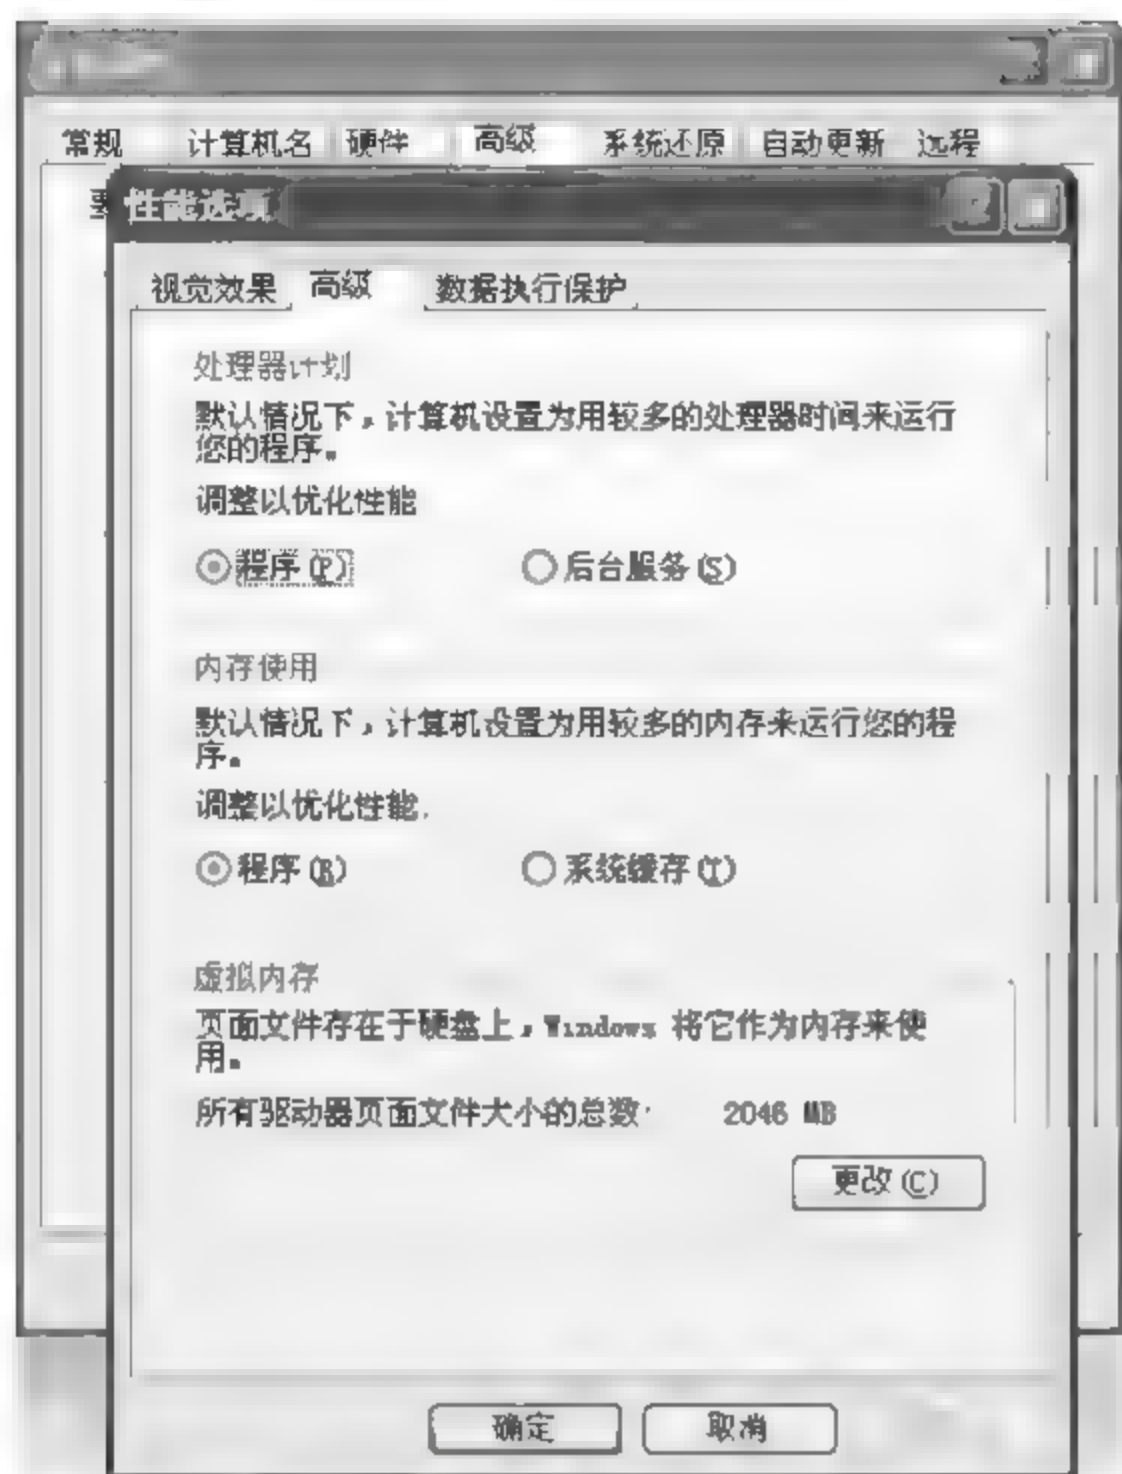 常规 计算机名 硬件 高级 系统还原 自动更新 远程
性能选项
视觉效果 高级 数据执行保护
处理器计划
默认情况下，计算机设置为用较多的处理器时间来运行
您的程序。
调整以优化性能
程序(P) 后台服务(S)
内存使用
默认情况下，计算机设置为用较多的内存来运行您的程
序。
调整以优化性能.
程序(R) 系统缓存(T)
虚拟内存
页面文件存在于硬盘上，Windows 将它作为内存来使
用。
所有驱动器页面文件大小的总数: 2046 MB
更改(C)
确定 取消